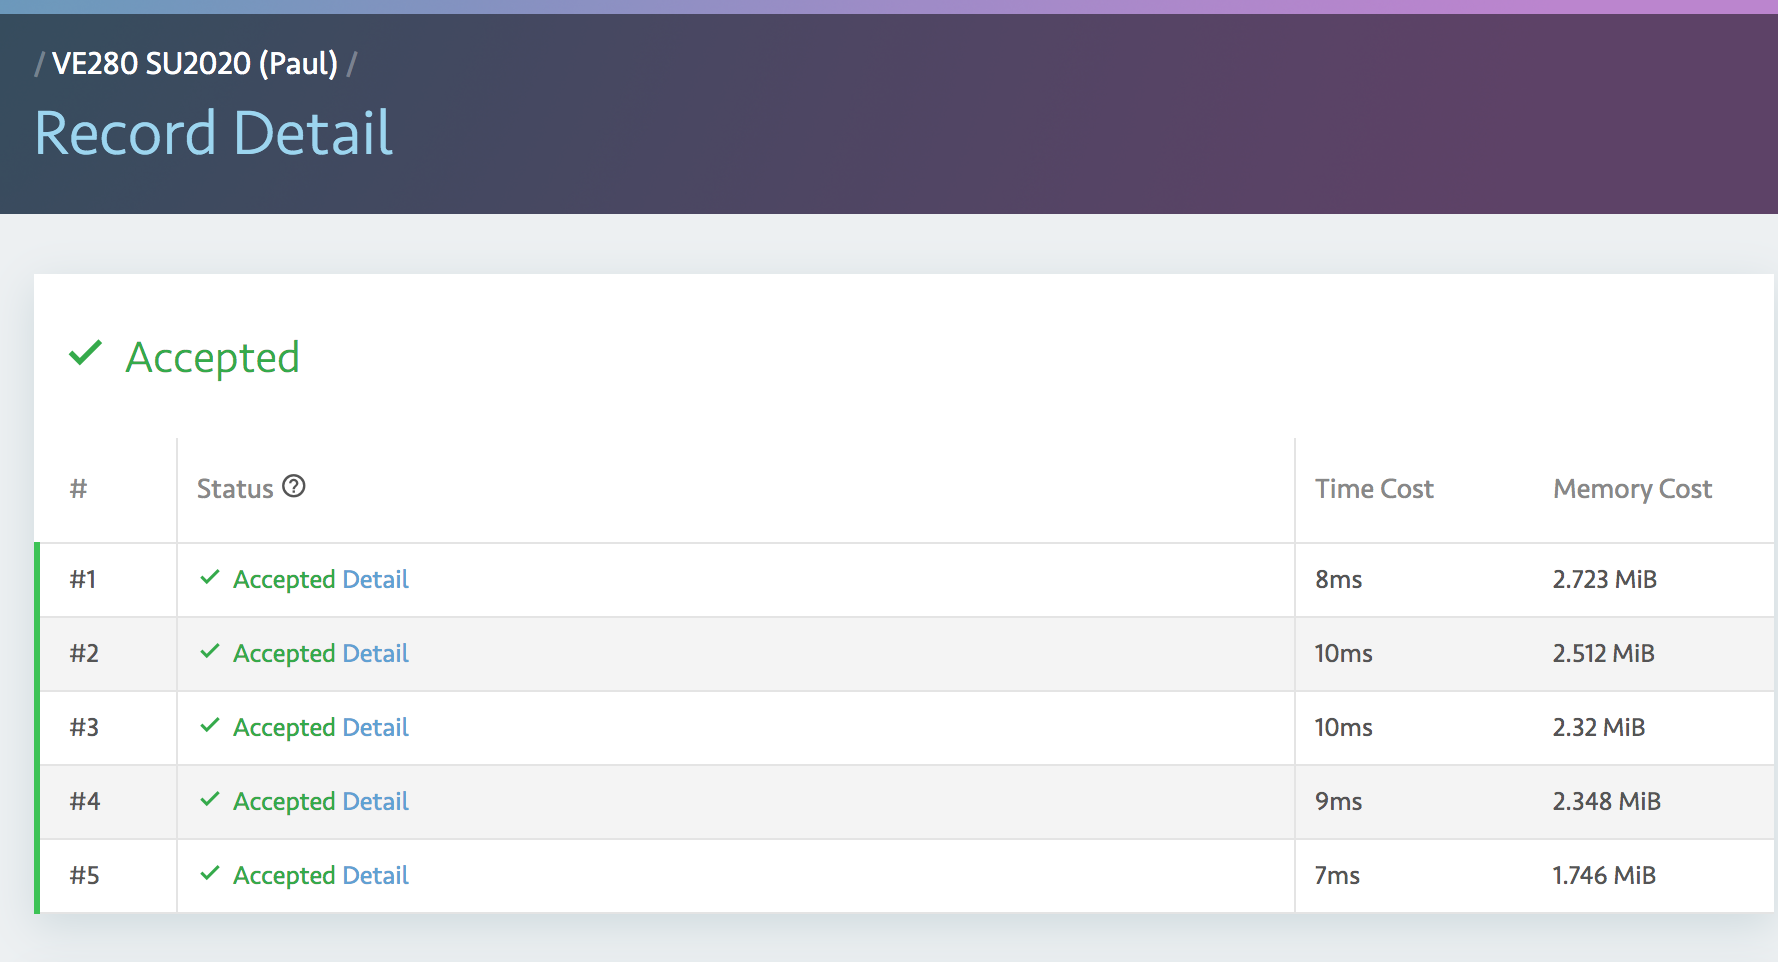 / VE280 SU2020 (Paul) /
Record Detail
Accepted
# Status Time Cost Memory Cost
#1 Accepted Detail 8ms 2.723 MiB
#2 Accepted Detail 10ms 2.512 MiB
#3 Accepted Detail 10ms 2.32 MiB
#4 Accepted Detail 9ms 2.348 MiB
#5 Accepted Detail 7ms 1.746 MiB